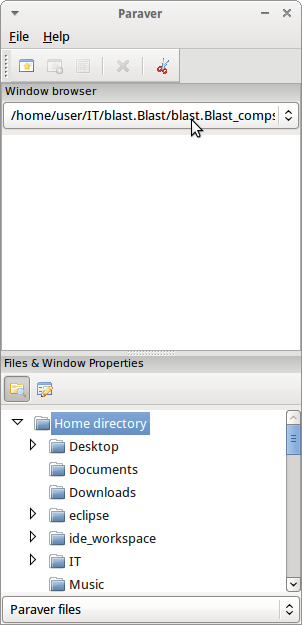 Paraver
File Help
Window browser
/home/user/IT/blast.Blast/blast.Blast_comps
Files & Window Properties
Home directory
Desktop
Documents
Downloads
eclipse
ide_workspace
IT
Music
Paraver files